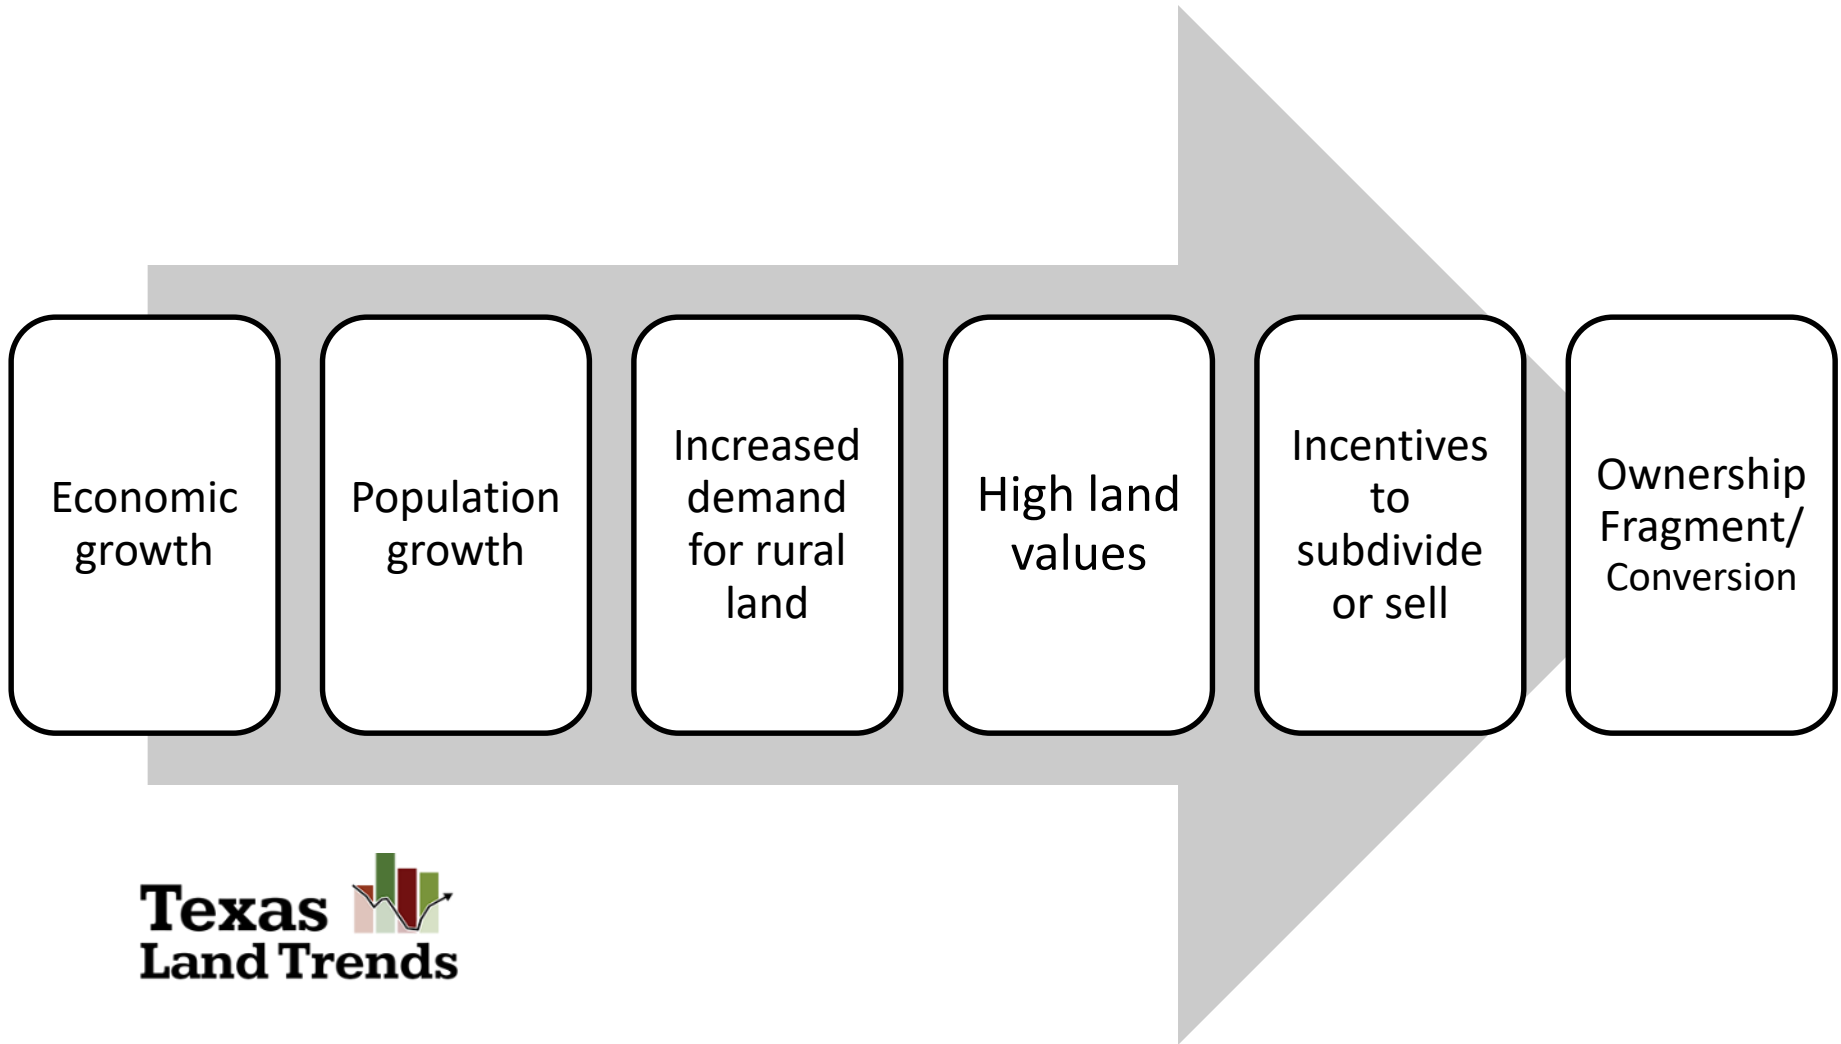 Economic
growth
Population
growth
Increased
demand
for rural
land
High land
values
Incentives
to
subdivide
or sell
Ownership
Fragment/
Conversion
Texas
Land Trends